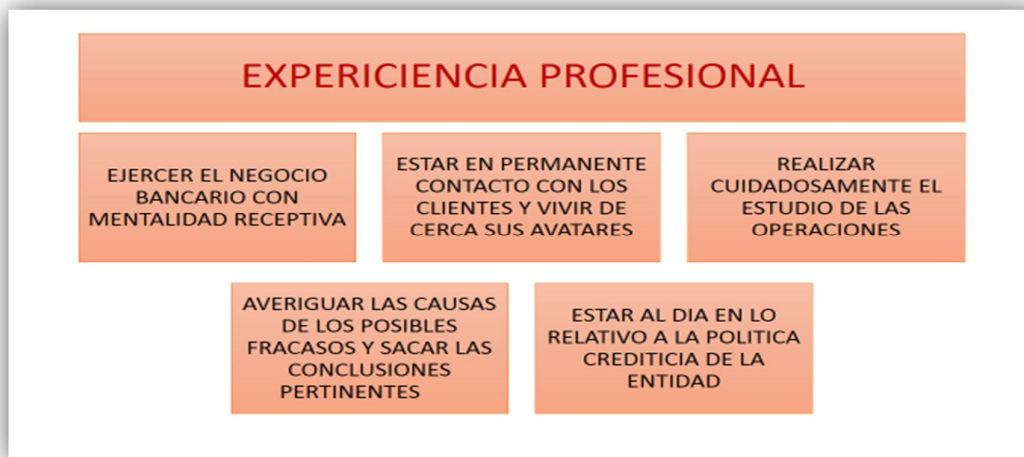 EXPERICIENCIA PROFESIONAL
EJERCER EL NEGOCIO
BANCARIO CON
MENTALIDAD RECEPTIVA
ESTAR EN PERMANENTE
CONTACTO CON LOS
CLIENTES Y VIVIR DE
CERCA SUS AVATARES
REALIZAR
CUIDADOSAMENTE EL
ESTUDIO DE LAS
OPERACIONES
AVERIGUAR LAS CAUSAS
DE LOS POSIBLES
FRACASOS Y SACAR LAS
CONCLUSIONES
PERTINENTES
ESTAR AL DIA EN LO
RELATIVO A LA POLITICA
CREDITICIA DE LA
ENTIDAD